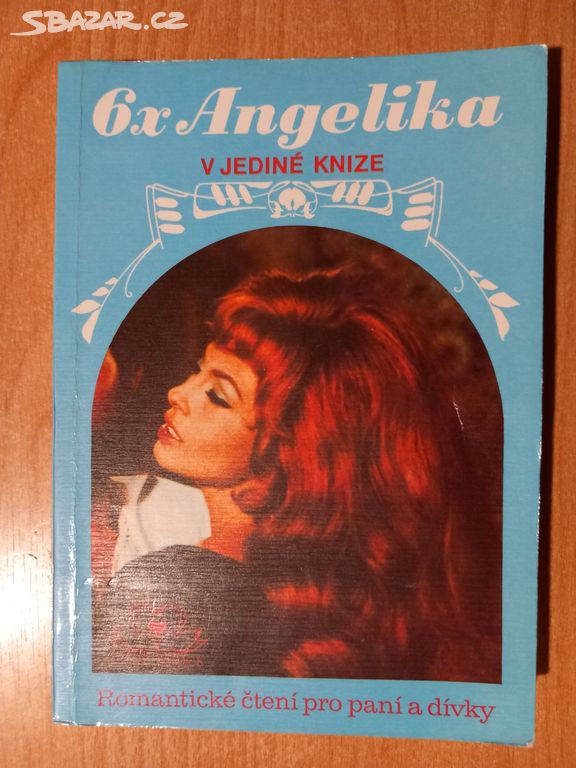 SBAZAR.CZ
6x Angelika
V JEDINÉ KNIZE
Romantické čtení pro paní a dívky